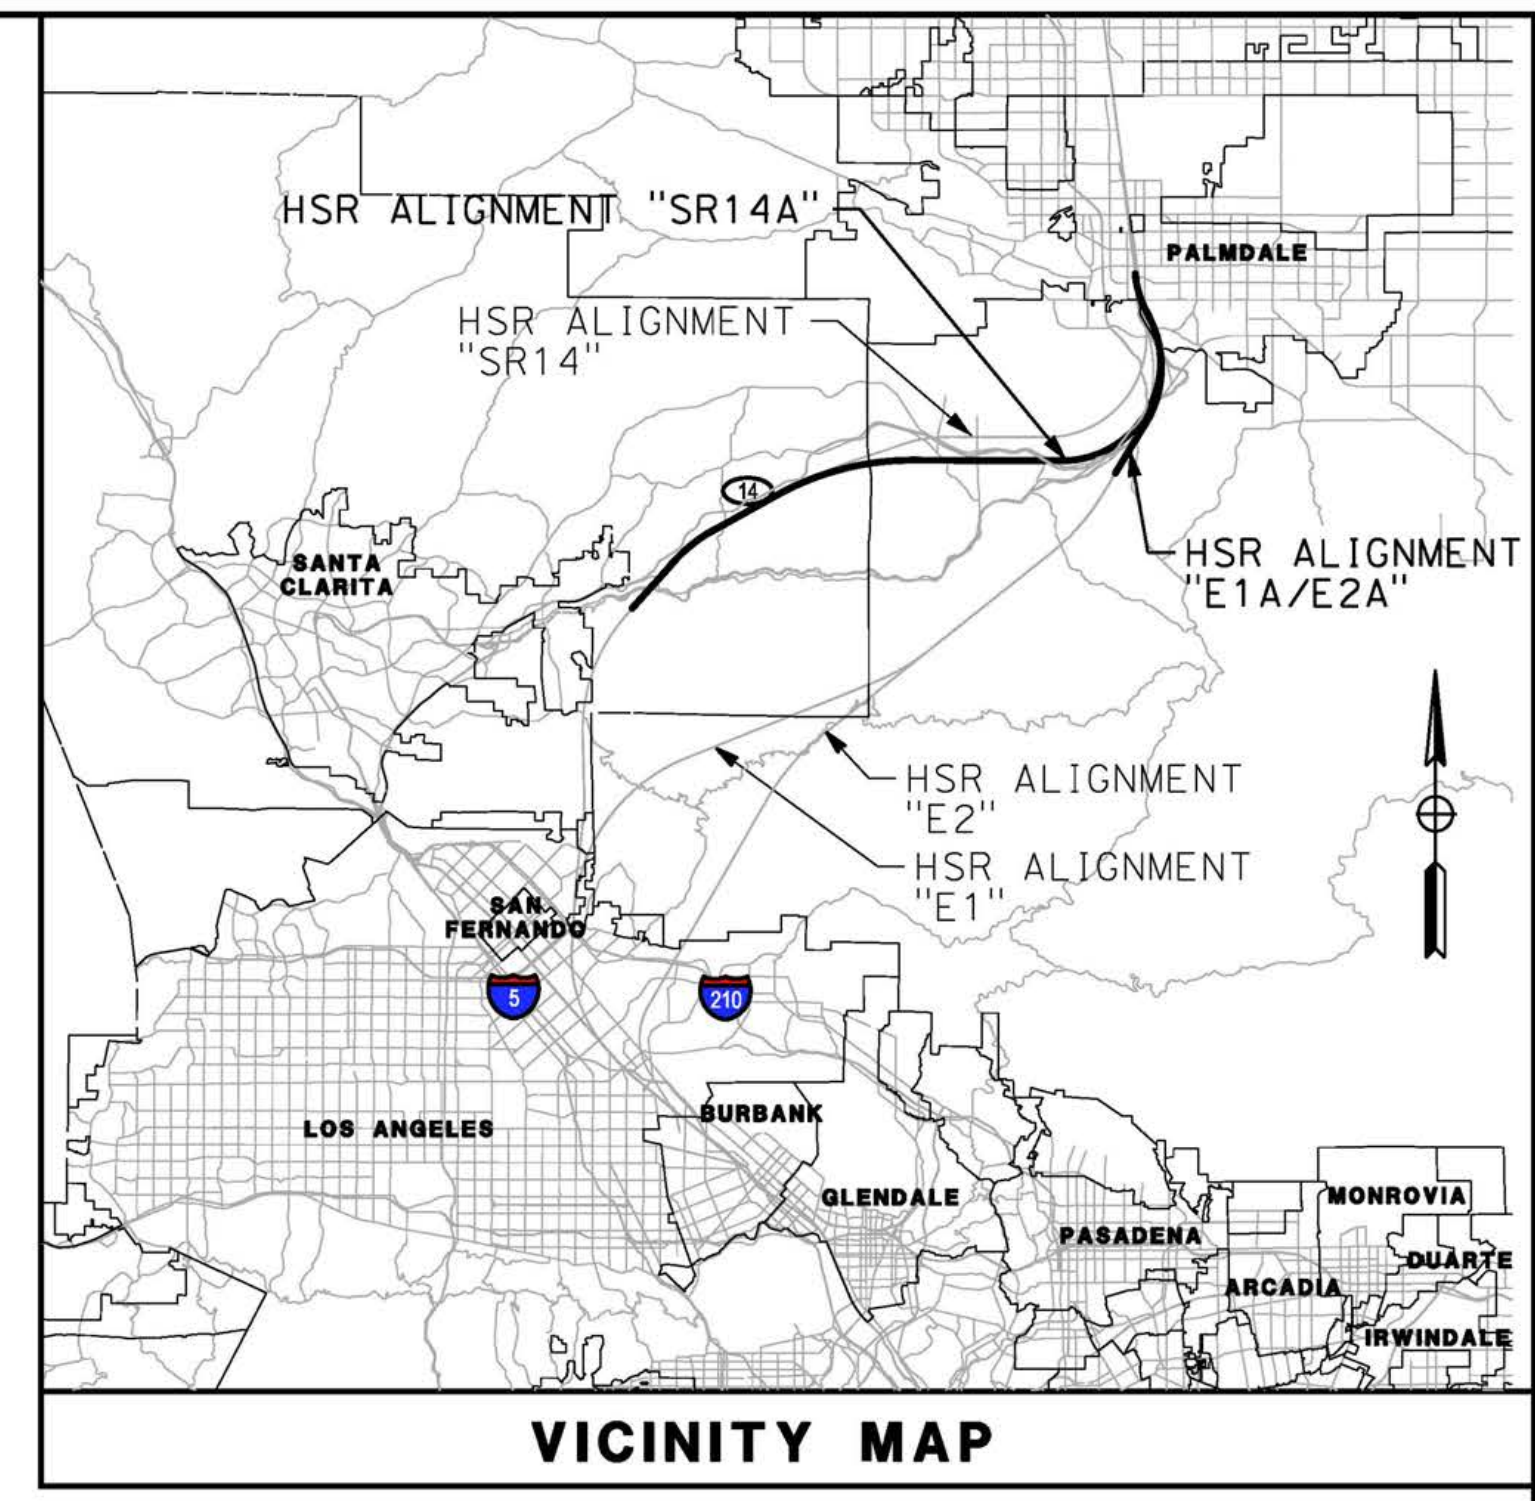 HSR ALIGNMENT "SR14A"
PALMDALE
HSR ALIGNMENT
"SR14"
14
HSR ALIGNMENT
"E1A/E2A"
SANTA
CLARITA
HSR ALIGNMENT
"E2"
HSR ALIGNMENT
"E1"
SAN
FERNANDO
5
210
BURBANK
LOS ANGELES
GLENDALE
MONROVIA
PASADENA
DUARTE
ARCADIA
IRWINDALE
VICINITY MAP